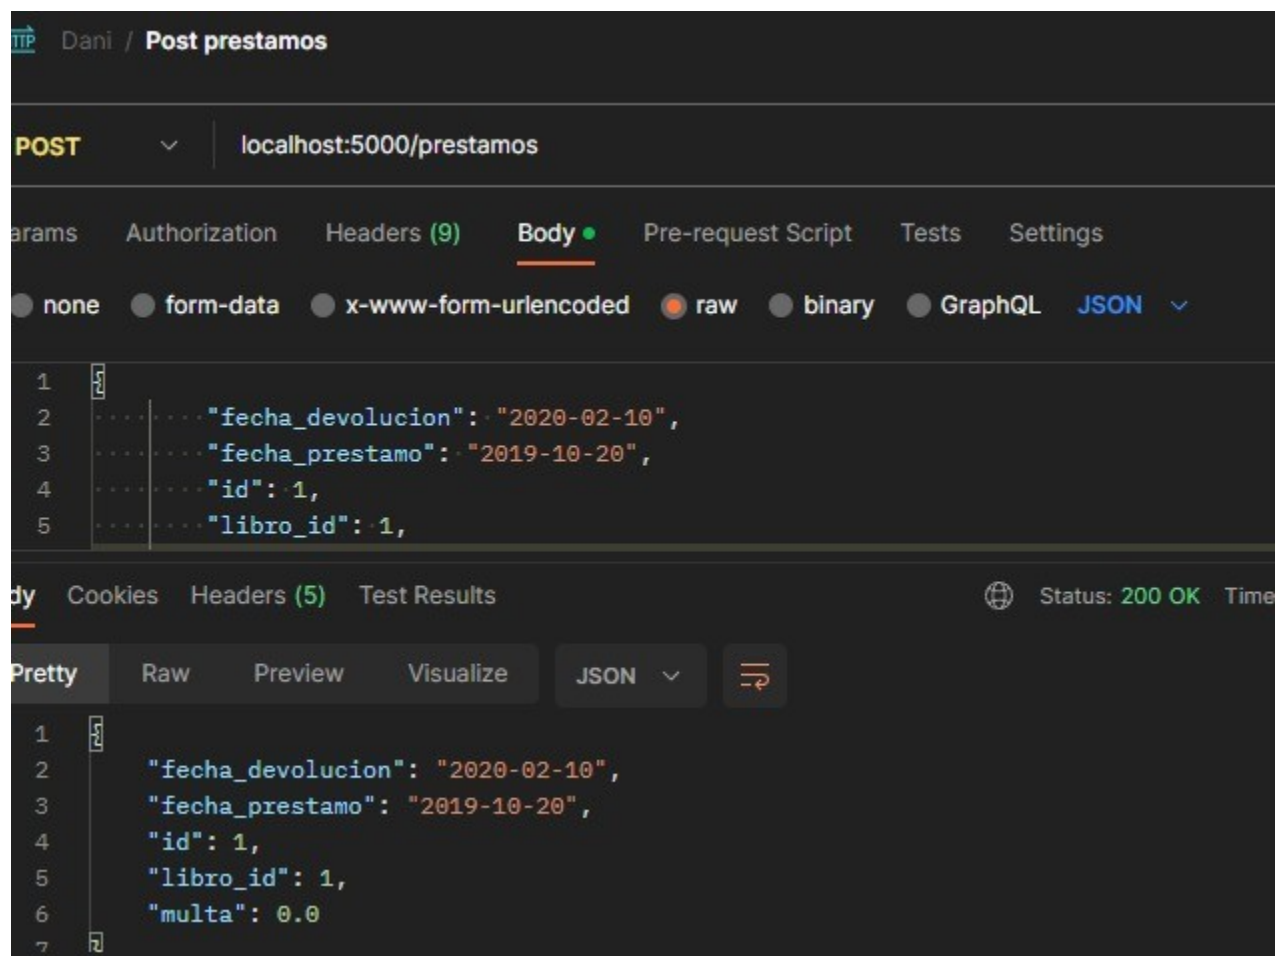 HTTP Dani / Post prestamos
POST localhost:5000/prestamos
arams Authorization Headers (9) Body Pre-request Script Tests Settings
none form-data x-www-form-urlencoded raw binary GraphQL JSON
1 {
2 "fecha_devolucion": "2020-02-10",
3 "fecha_prestamo": "2019-10-20",
4 "id": 1,
5 "libro_id": 1,
dy Cookies Headers (5) Test Results Status: 200 OK Time
Pretty Raw Preview Visualize JSON
1 {
2 "fecha_devolucion": "2020-02-10",
3 "fecha_prestamo": "2019-10-20",
4 "id": 1,
5 "libro_id": 1,
6 "multa": 0.0
7 }